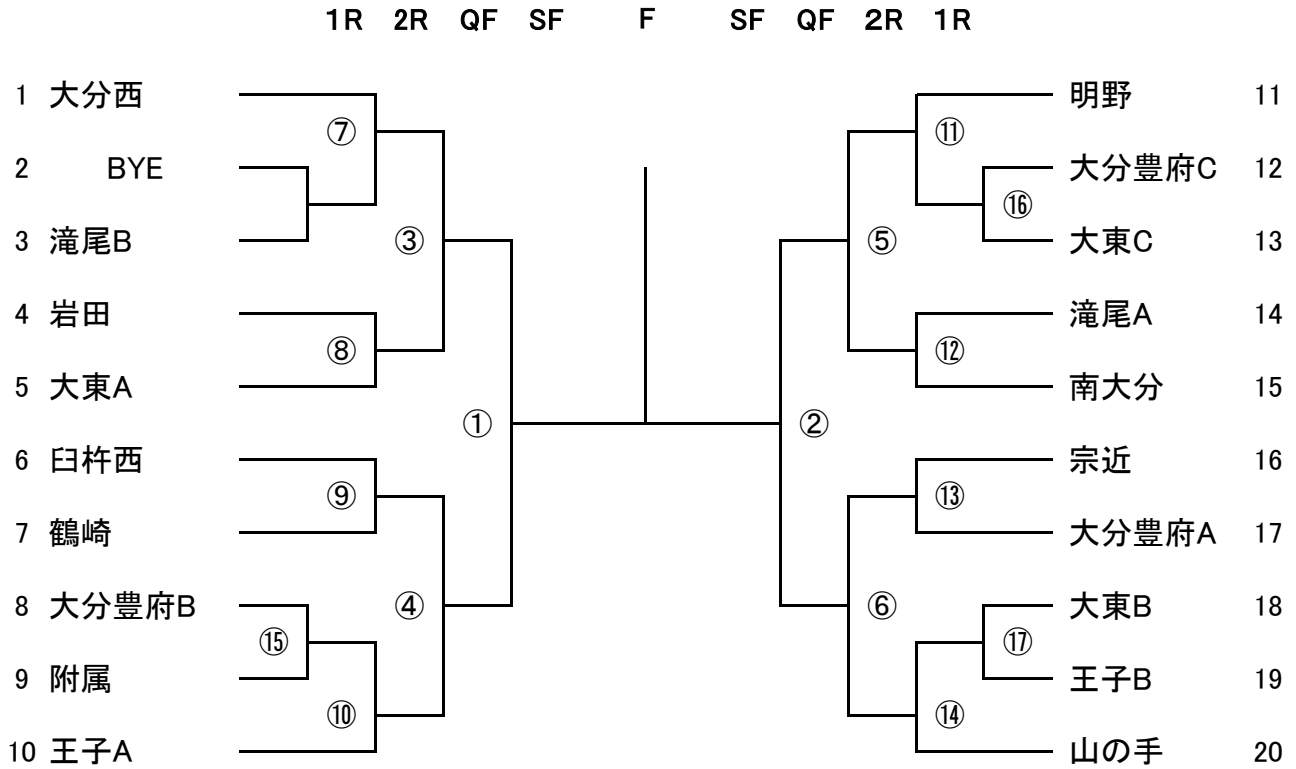 1R 2R QF SF F SF QF 2R 1R
1 大分西 明野 11
⑦ ⑪
2 BYE 大分豊府C 12
⑯
3 滝尾B ③ ⑤ 大東C 13
4 岩田 滝尾A 14
⑧ ⑫
5 大東A 南大分 15
① ②
6 臼杵西 宗近 16
⑨ ⑬
7 鶴崎 大分豊府A 17
8 大分豊府B ④ ⑥ 大東B 18
⑮ ⑰
9 附属 王子B 19
⑩ ⑭
10 王子A 山の手 20